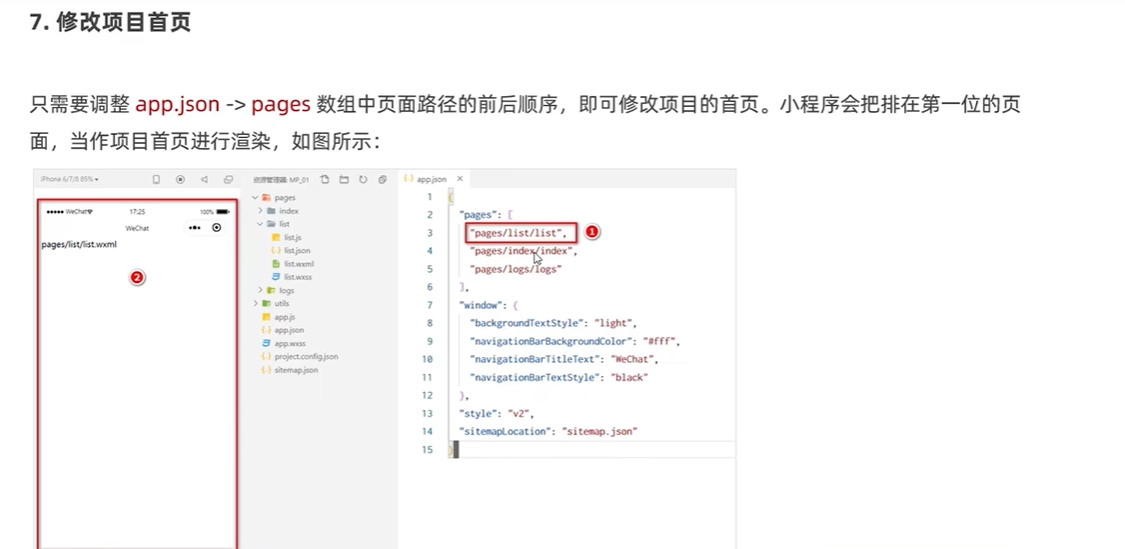 7. 修改项目首页
只需要调整 app.json -> pages 数组中页面路径的前后顺序，即可修改项目的首页。小程序会把排在第一位的页
面，当作项目首页进行渲染，如图所示：
iPhone 6/7/8 85%
资源管理器: MP_01
app.json
WeChat
17:25
100%
WeChat
pages/list/list.wxml
2
pages
index
list
list.js
list.json
list.wxml
list.wxss
logs
utils
app.js
app.json
app.wxss
project.config.json
sitemap.json
1 {
2 "pages": [
3 "pages/list/list", 1
4 "pages/index/index",
5 "pages/logs/logs"
6 ],
7 "window": {
8 "backgroundTextStyle": "light",
9 "navigationBarBackgroundColor": "#fff",
10 "navigationBarTitleText": "WeChat",
11 "navigationBarTextStyle": "black"
12 },
13 "style": "v2",
14 "sitemapLocation": "sitemap.json"
15 }